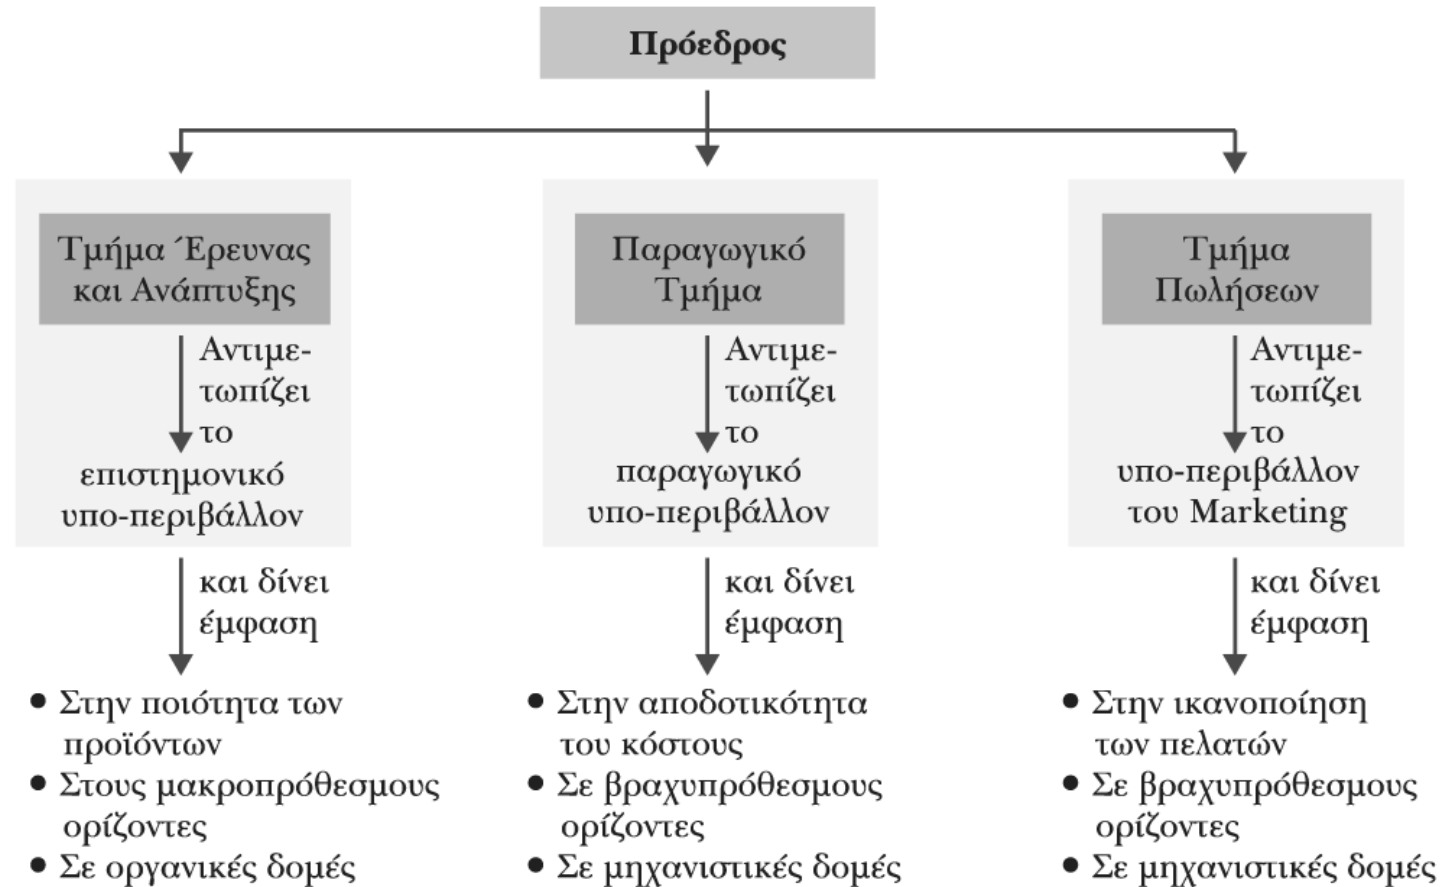 Πρόεδρος
Τμήμα Έρευνας
και Ανάπτυξης
Αντιμε-
τωπίζει
το
επιστημονικό
υπο-περιβάλλον
και δίνει
έμφαση
• Στην ποιότητα των
προϊόντων
• Στους μακροπρόθεσμους
ορίζοντες
• Σε οργανικές δομές
Παραγωγικό
Τμήμα
Αντιμε-
τωπίζει
το
παραγωγικό
υπο-περιβάλλον
και δίνει
έμφαση
• Στην αποδοτικότητα
του κόστους
• Σε βραχυπρόθεσμους
ορίζοντες
• Σε μηχανιστικές δομές
Τμήμα
Πωλήσεων
Αντιμε-
τωπίζει
το
υπο-περιβάλλον
του Marketing
και δίνει
έμφαση
• Στην ικανοποίηση
των πελατών
• Σε βραχυπρόθεσμους
ορίζοντες
• Σε μηχανιστικές δομές